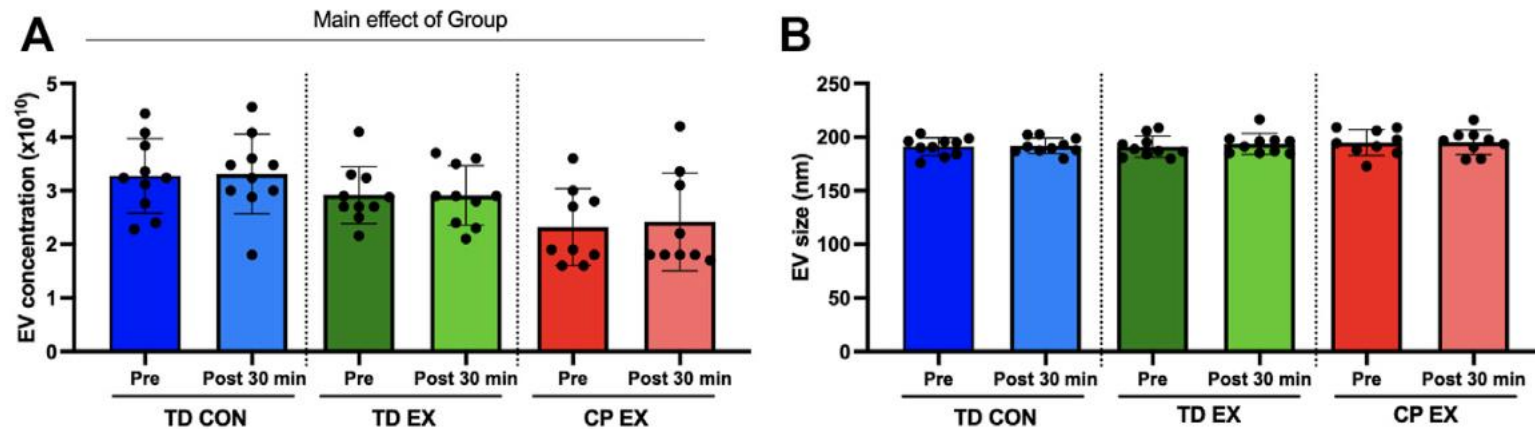 A
Main effect of Group
EV concentration (x10¹⁰)
5
4
3
2
1
0
Pre
Post 30 min
Pre
Post 30 min
Pre
Post 30 min
TD CON
TD EX
CP EX
B
EV size (nm)
250
200
150
100
50
0
Pre
Post 30 min
Pre
Post 30 min
Pre
Post 30 min
TD CON
TD EX
CP EX